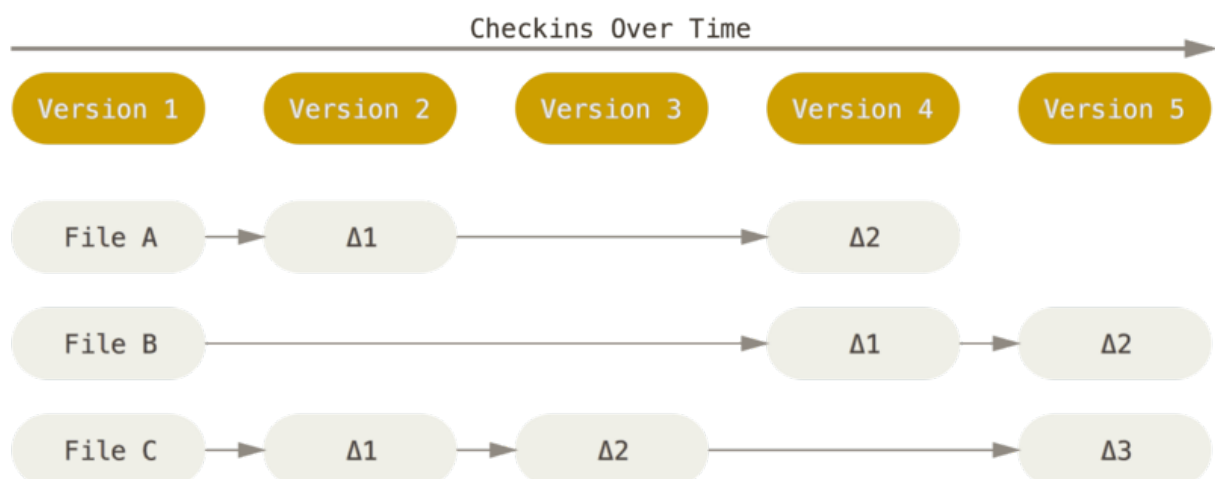 Checkins Over Time
Version 1 Version 2 Version 3 Version 4 Version 5
File A Δ1 Δ2
File B Δ1 Δ2
File C Δ1 Δ2 Δ3